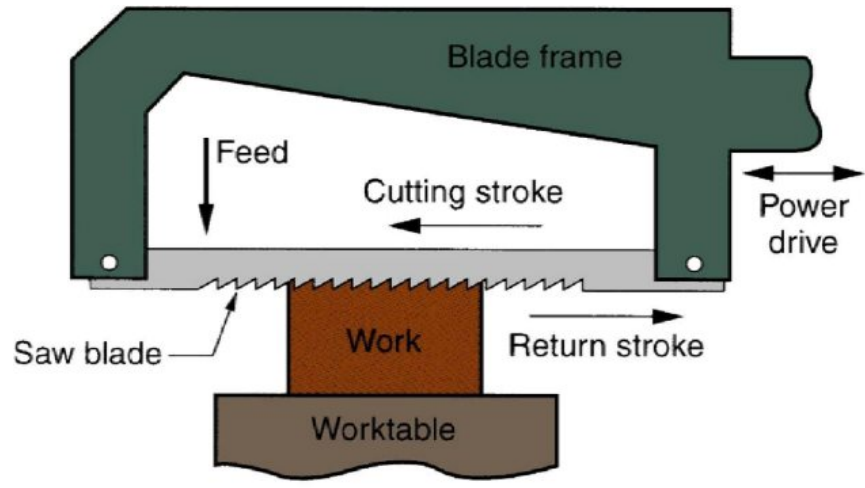 Blade frame
Feed
Cutting stroke
Power
drive
Saw blade
Work
Return stroke
Worktable